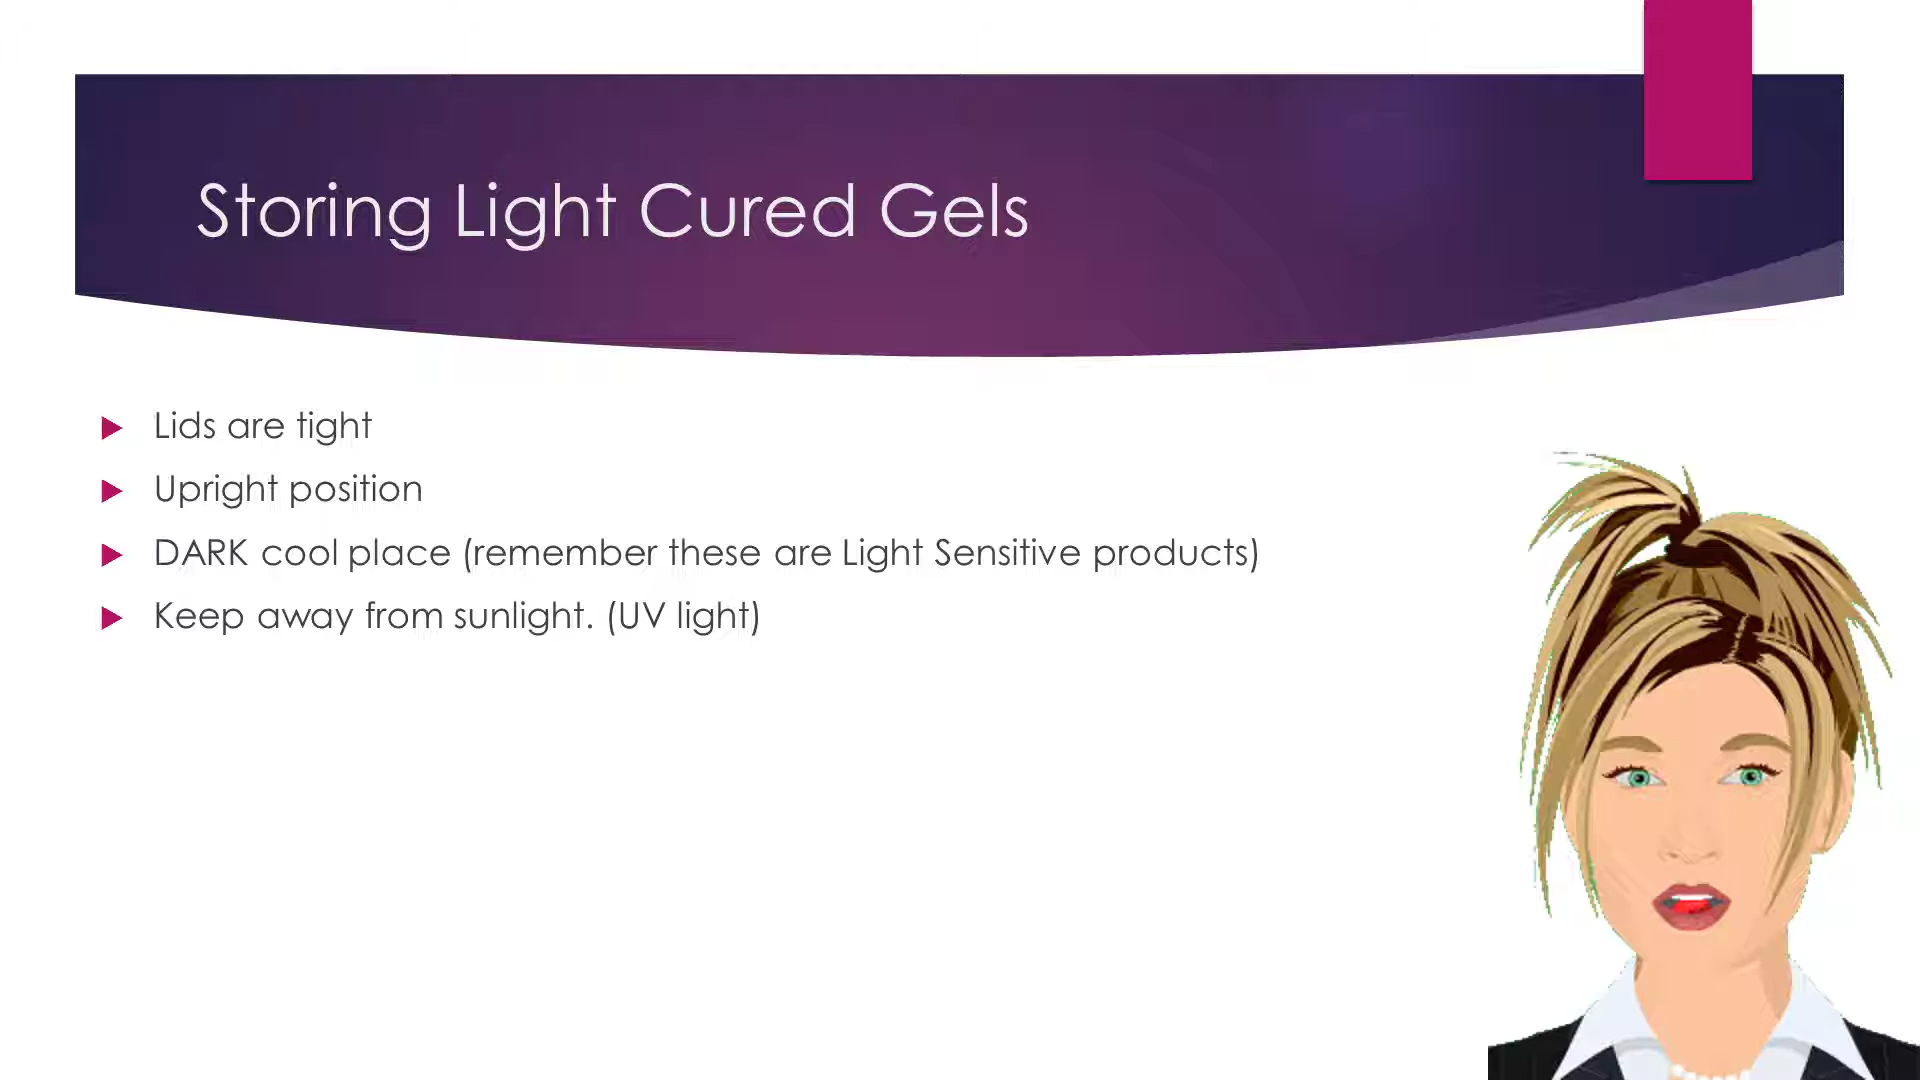 Storing Light Cured Gels
Lids are tight
Upright position
DARK cool place (remember these are Light Sensitive products)
Keep away from sunlight. (UV light)